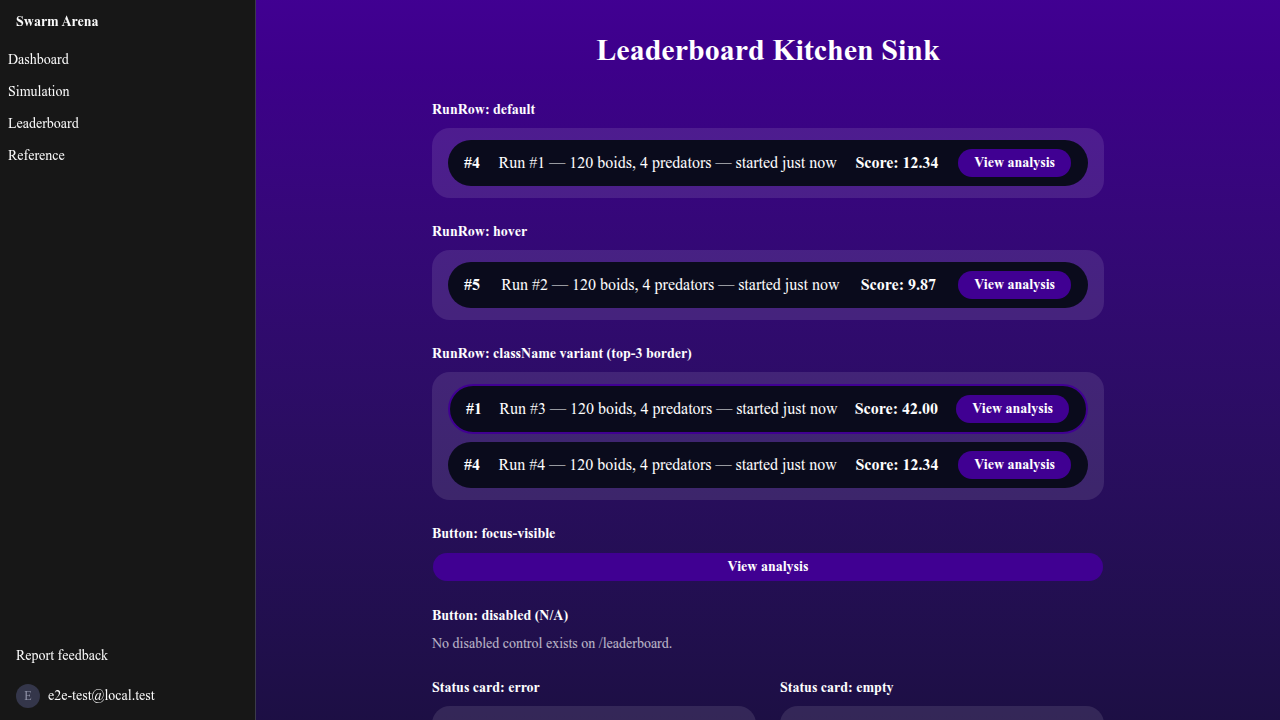 Swarm Arena
Dashboard
Simulation
Leaderboard
Reference
Report feedback
E e2e-test@local.test
Leaderboard Kitchen Sink
RunRow: default
#4 Run #1 — 120 boids, 4 predators — started just now Score: 12.34 View analysis
RunRow: hover
#5 Run #2 — 120 boids, 4 predators — started just now Score: 9.87 View analysis
RunRow: className variant (top-3 border)
#1 Run #3 — 120 boids, 4 predators — started just now Score: 42.00 View analysis
#4 Run #4 — 120 boids, 4 predators — started just now Score: 12.34 View analysis
Button: focus-visible
View analysis
Button: disabled (N/A)
No disabled control exists on /leaderboard.
Status card: error
Status card: empty